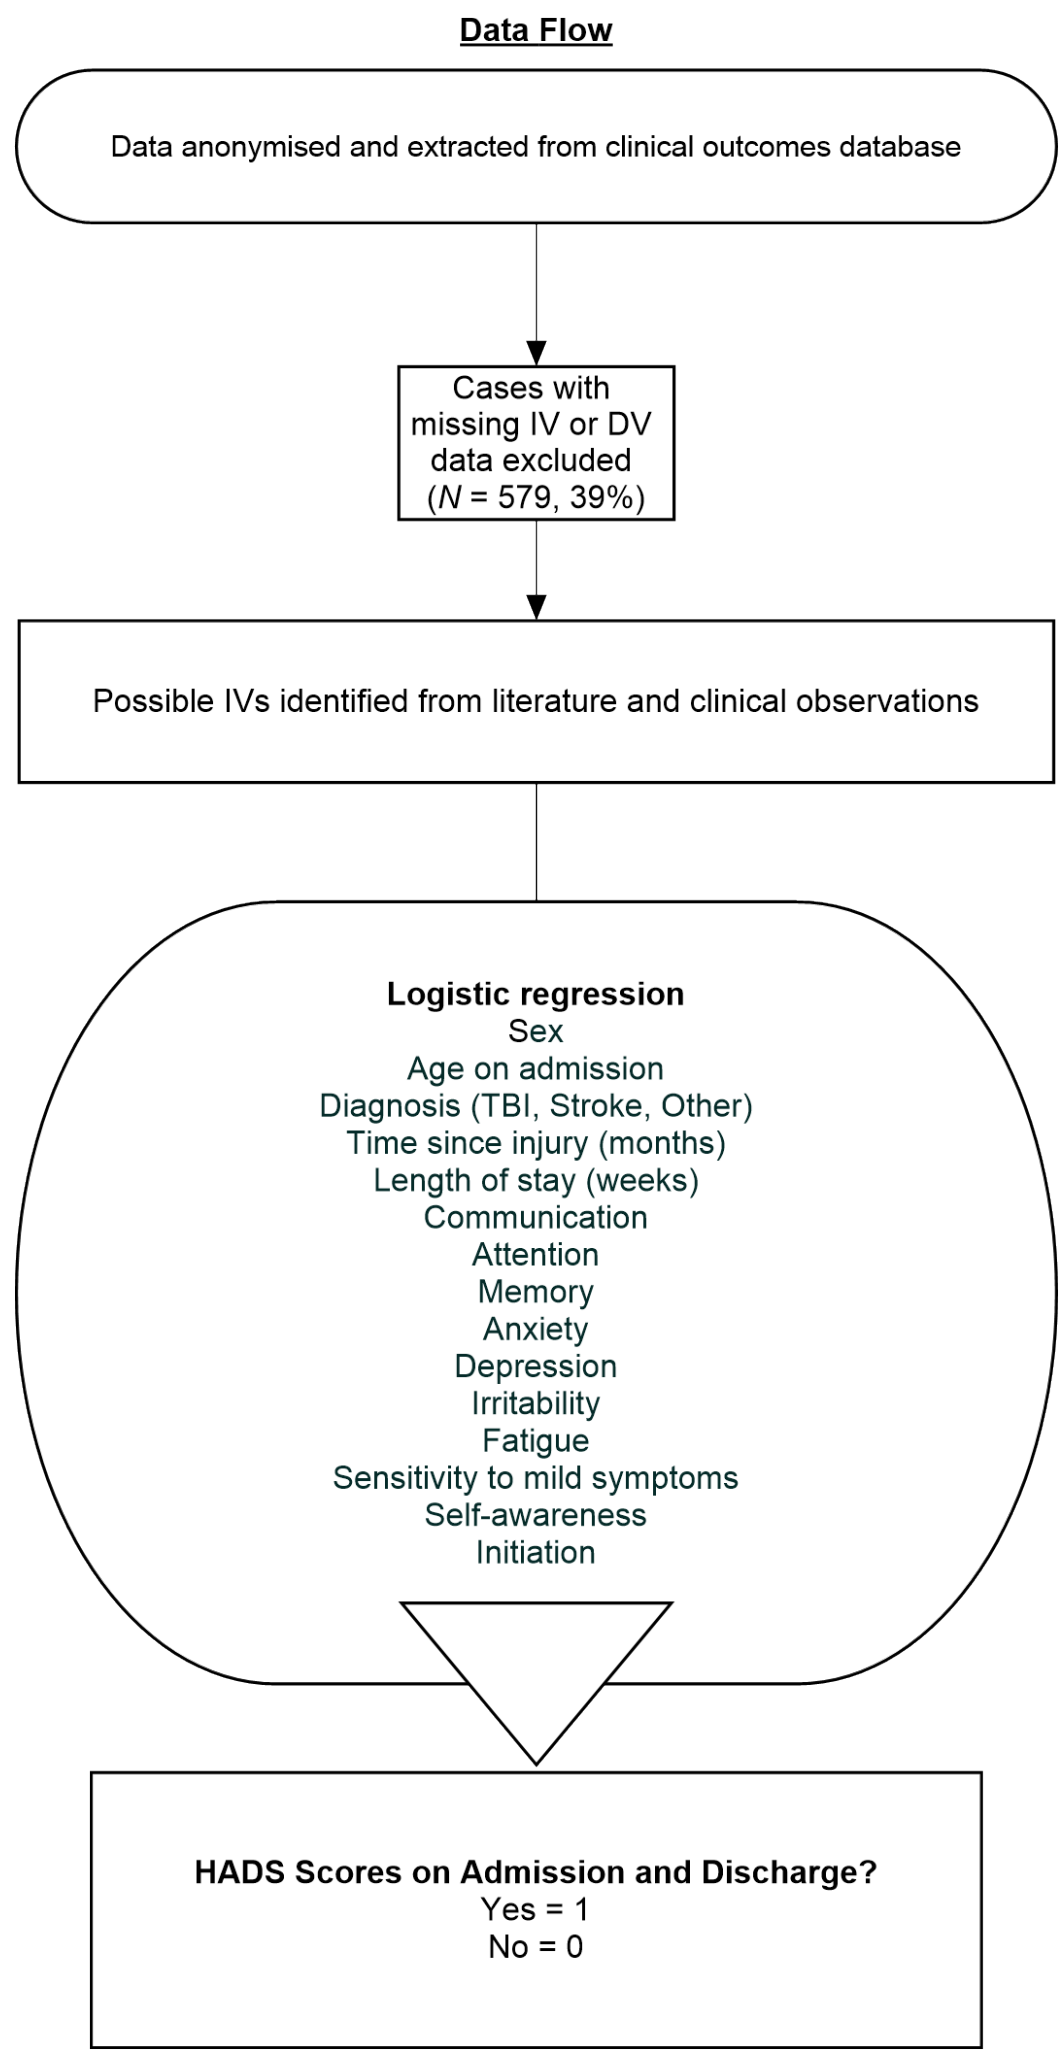 Data Flow
Data anonymised and extracted from clinical outcomes database
Cases with
missing IV or DV
data excluded
(N = 579, 39%)
Possible IVs identified from literature and clinical observations
Logistic regression
Sex
Age on admission
Diagnosis (TBI, Stroke, Other)
Time since injury (months)
Length of stay (weeks)
Communication
Attention
Memory
Anxiety
Depression
Irritability
Fatigue
Sensitivity to mild symptoms
Self-awareness
Initiation
HADS Scores on Admission and Discharge?
Yes = 1
No = 0